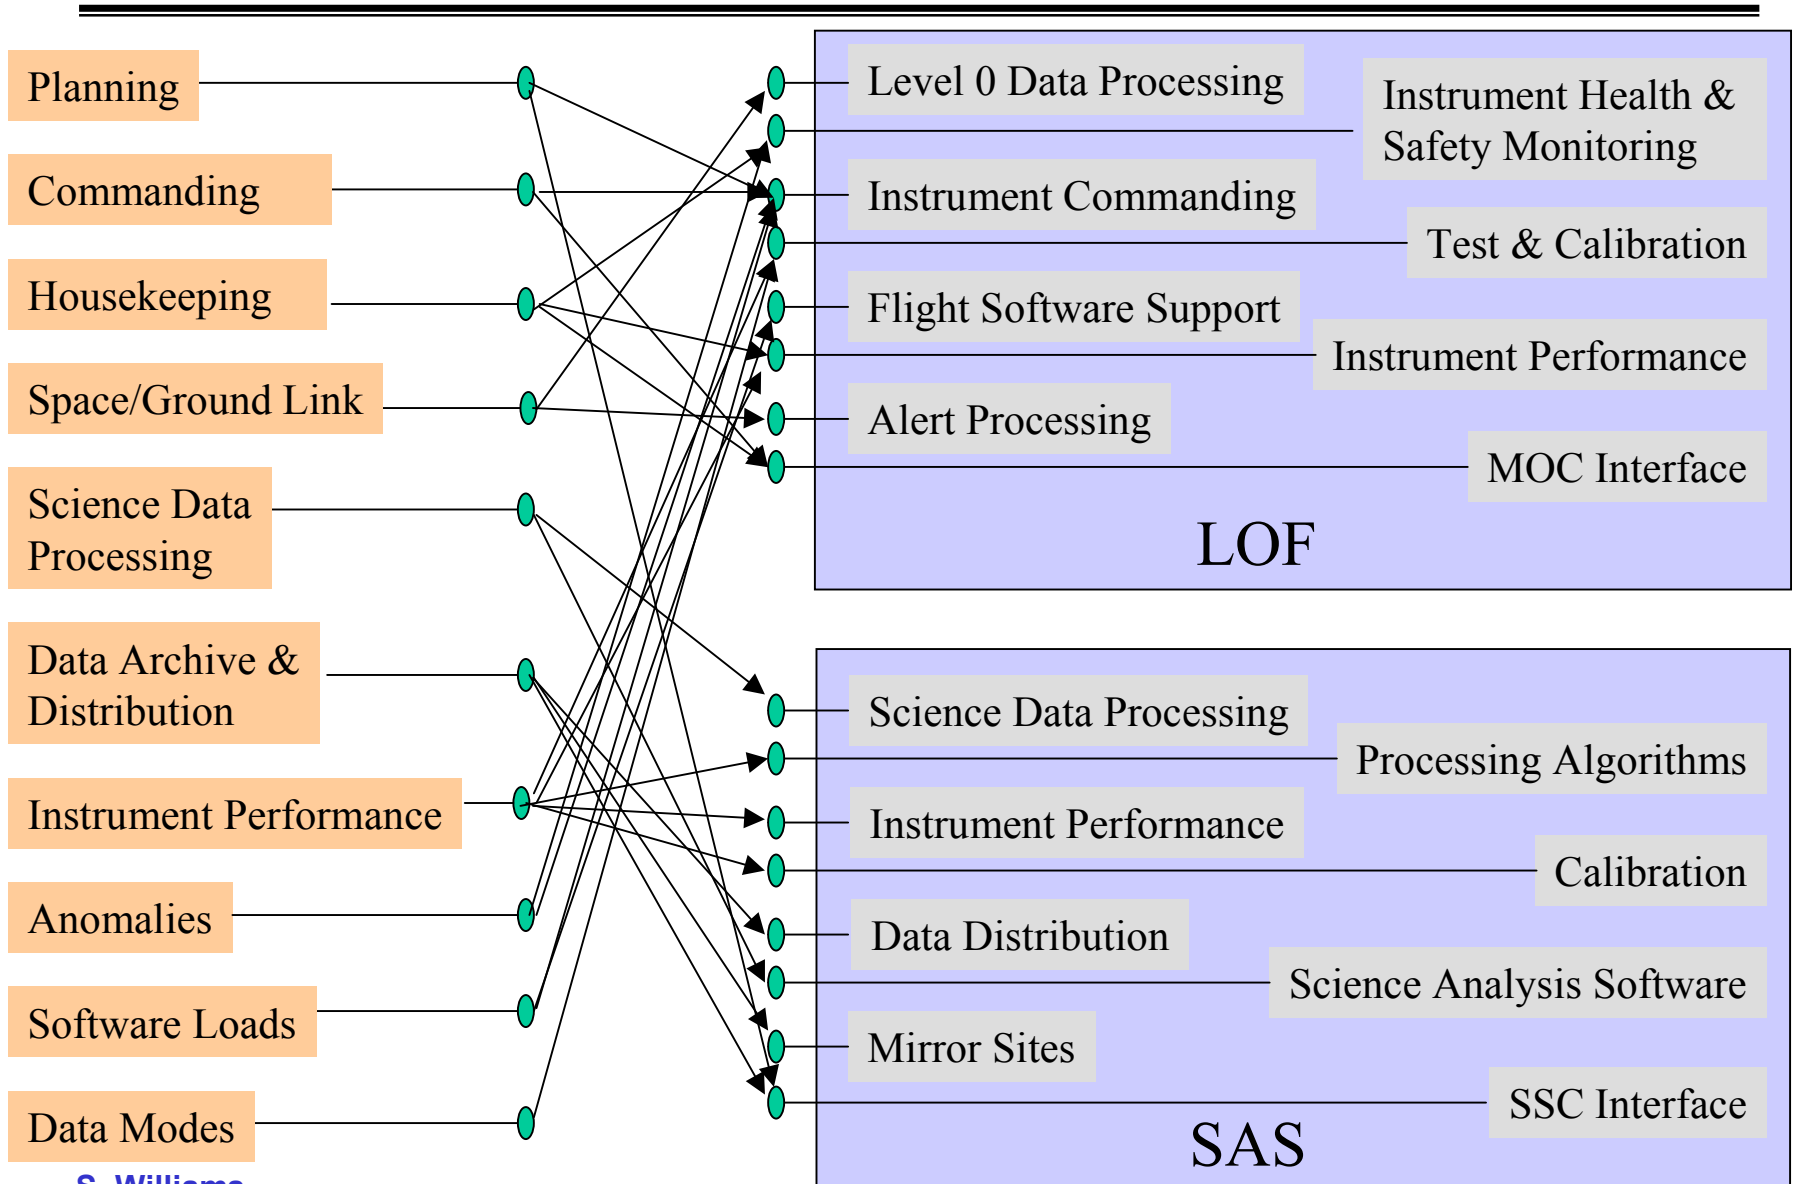 Planning
Commanding
Housekeeping
Space/Ground Link
Science Data
Processing
Data Archive &
Distribution
Instrument Performance
Anomalies
Software Loads
Data Modes
Level 0 Data Processing
Instrument Health &
Safety Monitoring
Instrument Commanding
Test & Calibration
Flight Software Support
Instrument Performance
Alert Processing
MOC Interface
LOF
Science Data Processing
Processing Algorithms
Instrument Performance
Calibration
Data Distribution
Science Analysis Software
Mirror Sites
SSC Interface
SAS
S. Williams